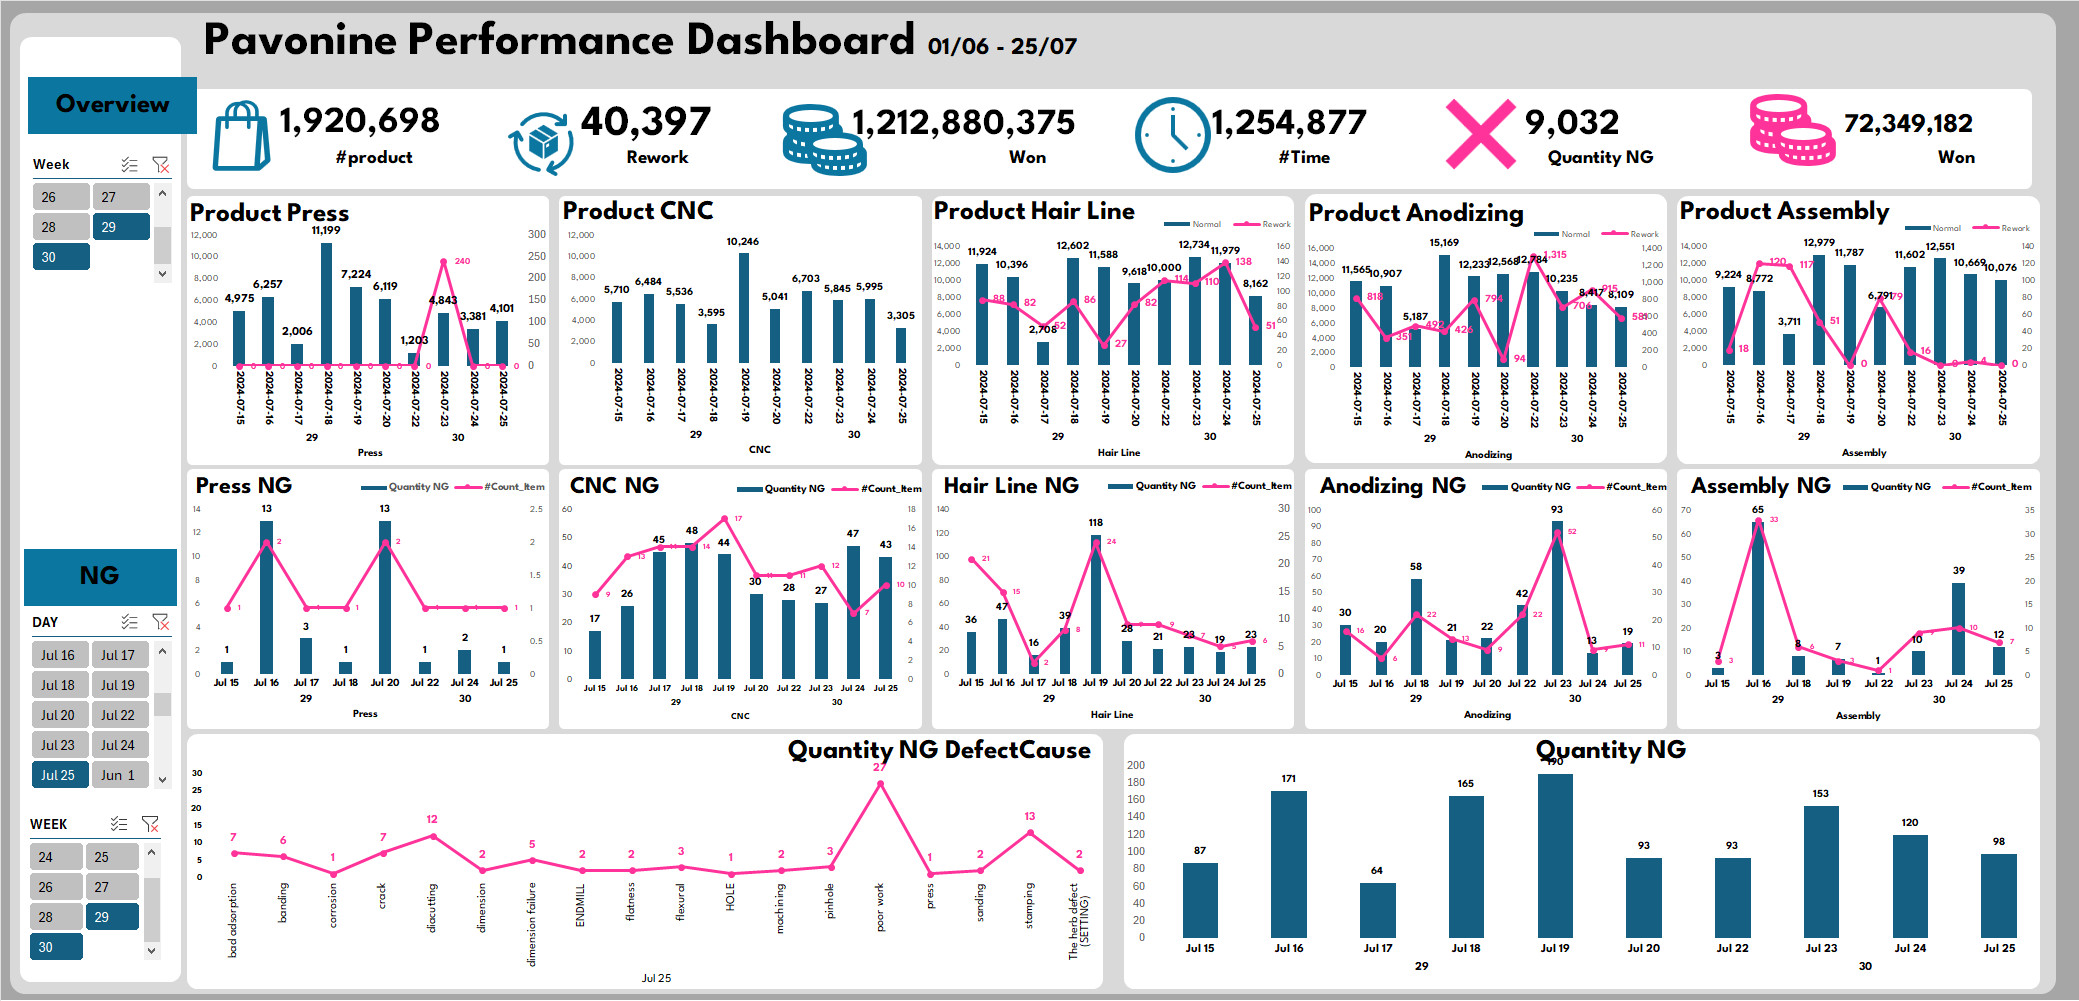 Pavonine Performance Dashboard 01/06 - 25/07
Overview
1,920,698
#product
40,397
Rework
1,212,880,375
Won
1,254,877
#Time
9,032
Quantity NG
72,349,182
Won
Week
26 27
28 29
30
Product Press
12,000 10,000 8,000 6,000 4,000 2,000 0
300 250 200 150 100 50 0
4,975 6,257 2,006 11,199 7,224 6,119 1,203 4,843 3,381 4,101
0 0 0 0 0 0 0 240 0 0
2024-07-15 2024-07-16 2024-07-17 2024-07-18 2024-07-19 2024-07-20 2024-07-22 2024-07-23 2024-07-24 2024-07-25
29 30
Press
Product CNC
12,000 10,000 8,000 6,000 4,000 2,000 0
5,710 6,484 5,536 3,595 10,246 5,041 6,703 5,845 5,995 3,305
2024-07-15 2024-07-16 2024-07-17 2024-07-18 2024-07-19 2024-07-20 2024-07-22 2024-07-23 2024-07-24 2024-07-25
29 30
CNC
Product Hair Line
Normal Rework
14,000 12,000 10,000 8,000 6,000 4,000 2,000 0
160 140 120 100 80 60 40 20 0
11,924 10,396 2,708 12,602 11,588 9,618 10,000 12,734 11,979 8,162
88 82 52 86 27 82 114 110 138 51
2024-07-15 2024-07-16 2024-07-17 2024-07-18 2024-07-19 2024-07-20 2024-07-22 2024-07-23 2024-07-24 2024-07-25
29 30
Hair Line
Product Anodizing
Normal Rework
16,000 14,000 12,000 10,000 8,000 6,000 4,000 2,000 0
1,400 1,200 1,000 800 600 400 200 0
11,565 10,907 5,187 15,169 12,233 12,568 12,784 10,235 8,417 8,109
818 351 492 426 794 94 1,315 706 915 581
2024-07-15 2024-07-16 2024-07-17 2024-07-18 2024-07-19 2024-07-20 2024-07-22 2024-07-23 2024-07-24 2024-07-25
29 30
Anodizing
Product Assembly
Normal Rework
14,000 12,000 10,000 8,000 6,000 4,000 2,000 0
140 120 100 80 60 40 20 0
9,224 8,772 3,711 12,979 11,787 6,791 11,602 12,551 10,669 10,076
18 120 117 51 0 79 16 0 4 0
2024-07-15 2024-07-16 2024-07-17 2024-07-18 2024-07-19 2024-07-20 2024-07-22 2024-07-23 2024-07-24 2024-07-25
29 30
Assembly
NG
DAY
Jul 16 Jul 17
Jul 18 Jul 19
Jul 20 Jul 22
Jul 23 Jul 24
Jul 25 Jun 1
WEEK
24 25
26 27
28 29
30
Press NG
Quantity NG #Count_Item
14 12 10 8 6 4 2 0
2.5 2 1.5 1 0.5 0
1 13 3 1 13 1 2 1
1 2 1 1 2 1 1 1
Jul 15 Jul 16 Jul 17 Jul 18 Jul 20 Jul 22 Jul 24 Jul 25
29 30
Press
CNC NG
Quantity NG #Count_Item
60 50 40 30 20 10 0
18 16 14 12 10 8 6 4 2 0
17 26 45 48 44 30 28 27 47 43
9 13 14 14 17 11 11 12 7 10
Jul 15 Jul 16 Jul 17 Jul 18 Jul 19 Jul 20 Jul 22 Jul 23 Jul 24 Jul 25
29 30
CNC
Hair Line NG
Quantity NG #Count_Item
140 120 100 80 60 40 20 0
30 25 20 15 10 5 0
36 47 16 39 118 28 21 23 19 23
21 15 2 8 24 9 9 7 5 6
Jul 15 Jul 16 Jul 17 Jul 18 Jul 19 Jul 20 Jul 22 Jul 23 Jul 24 Jul 25
29 30
Hair Line
Anodizing NG
Quantity NG #Count_Item
100 90 80 70 60 50 40 30 20 10 0
60 50 40 30 20 10 0
30 20 58 21 22 42 93 13 19
16 6 22 13 9 22 52 9 11
Jul 15 Jul 16 Jul 18 Jul 19 Jul 20 Jul 22 Jul 23 Jul 24 Jul 25
29 30
Anodizing
Assembly NG
Quantity NG #Count_Item
70 60 50 40 30 20 10 0
35 30 25 20 15 10 5 0
3 65 8 7 1 10 39 12
3 33 6 3 1 9 10 7
Jul 15 Jul 16 Jul 18 Jul 19 Jul 22 Jul 23 Jul 24 Jul 25
29 30
Assembly
Quantity NG DefectCause
30 25 20 15 10 5 0
7 6 1 7 12 2 5 2 2 3 1 2 3 27 1 2 13 2
bad adsorption
banding
corrosion
crack
diacutting
dimension
dimension failure
ENDMILL
flatness
flexural
HOLE
machining
pinhole
poor work
press
sanding
stamping
The herb defect
(SETTING)
Jul 25
Quantity NG
200 180 160 140 120 100 80 60 40 20 0
87 171 64 165 190 93 93 153 120 98
Jul 15 Jul 16 Jul 17 Jul 18 Jul 19 Jul 20 Jul 22 Jul 23 Jul 24 Jul 25
29 30